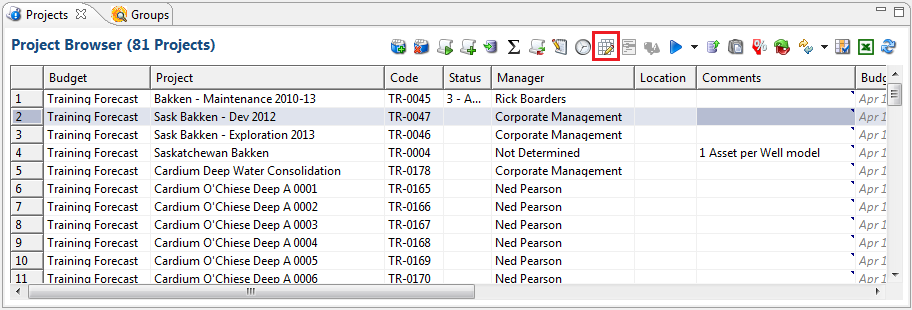 Projects Groups
Project Browser (81 Projects)
Budget Project Code Status Manager Location Comments Budg
1 Training Forecast Bakken - Maintenance 2010-13 TR-0045 3 - A... Rick Boarders Apr 1
2 Training Forecast Sask Bakken - Dev 2012 TR-0047 Corporate Management Apr 1
3 Training Forecast Sask Bakken - Exploration 2013 TR-0046 Corporate Management Apr 1
4 Training Forecast Saskatchewan Bakken TR-0004 Not Determined 1 Asset per Well model Apr 1
5 Training Forecast Cardium Deep Water Consolidation TR-0178 Corporate Management Apr 1
6 Training Forecast Cardium O'Chiese Deep A 0001 TR-0165 Ned Pearson Apr 1
7 Training Forecast Cardium O'Chiese Deep A 0002 TR-0166 Ned Pearson Apr 1
8 Training Forecast Cardium O'Chiese Deep A 0003 TR-0167 Ned Pearson Apr 1
9 Training Forecast Cardium O'Chiese Deep A 0004 TR-0168 Ned Pearson Apr 1
10 Training Forecast Cardium O'Chiese Deep A 0005 TR-0169 Ned Pearson Apr 1
11 Training Forecast Cardium O'Chiese Deep A 0006 TR-0170 Ned Pearson Apr 1